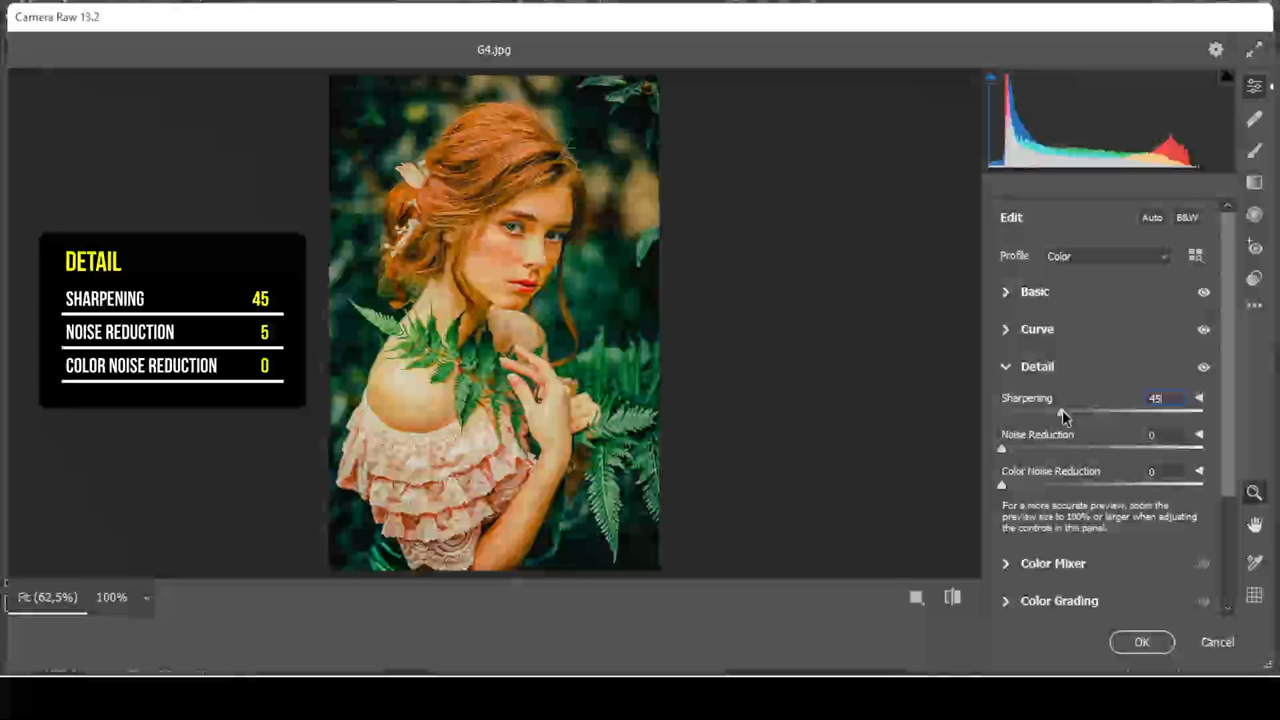 Camera Raw 13.2
G4.jpg
DETAIL
SHARPENING 45
NOISE REDUCTION 5
COLOR NOISE REDUCTION 0
Edit Auto B&W
Profile Color
Basic
Curve
Detail
Sharpening 45
Noise Reduction 0
Color Noise Reduction 0
For a more accurate preview, zoom the
preview size to 100% or larger when adjusting
the controls in this panel.
Color Mixer
Color Grading
Fit (62,5%) 100%
OK Cancel